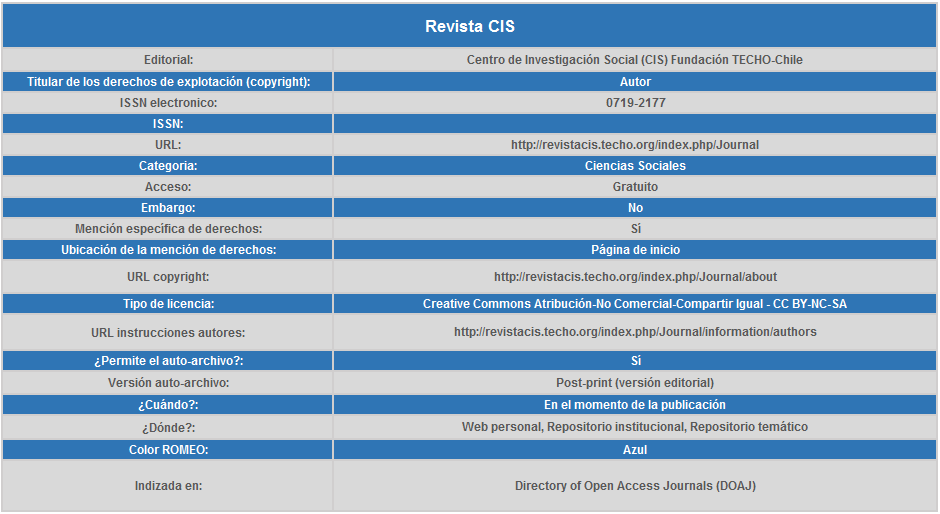 Revista CIS
Editorial: Centro de Investigación Social (CIS) Fundación TECHO-Chile
Titular de los derechos de explotación (copyright): Autor
ISSN electronico: 0719-2177
ISSN:
URL: http://revistacis.techo.org/index.php/Journal
Categoria: Ciencias Sociales
Acceso: Gratuito
Embargo: No
Mención específica de derechos: Sí
Ubicación de la mención de derechos: Página de inicio
URL copyright: http://revistacis.techo.org/index.php/Journal/about
Tipo de licencia: Creative Commons Atribución-No Comercial-Compartir Igual - CC BY-NC-SA
URL instrucciones autores: http://revistacis.techo.org/index.php/Journal/information/authors
¿Permite el auto-archivo?: Sí
Versión auto-archivo: Post-print (versión editorial)
¿Cuándo?: En el momento de la publicación
¿Dónde?: Web personal, Repositorio institucional, Repositorio temático
Color ROMEO: Azul
Indizada en: Directory of Open Access Journals (DOAJ)